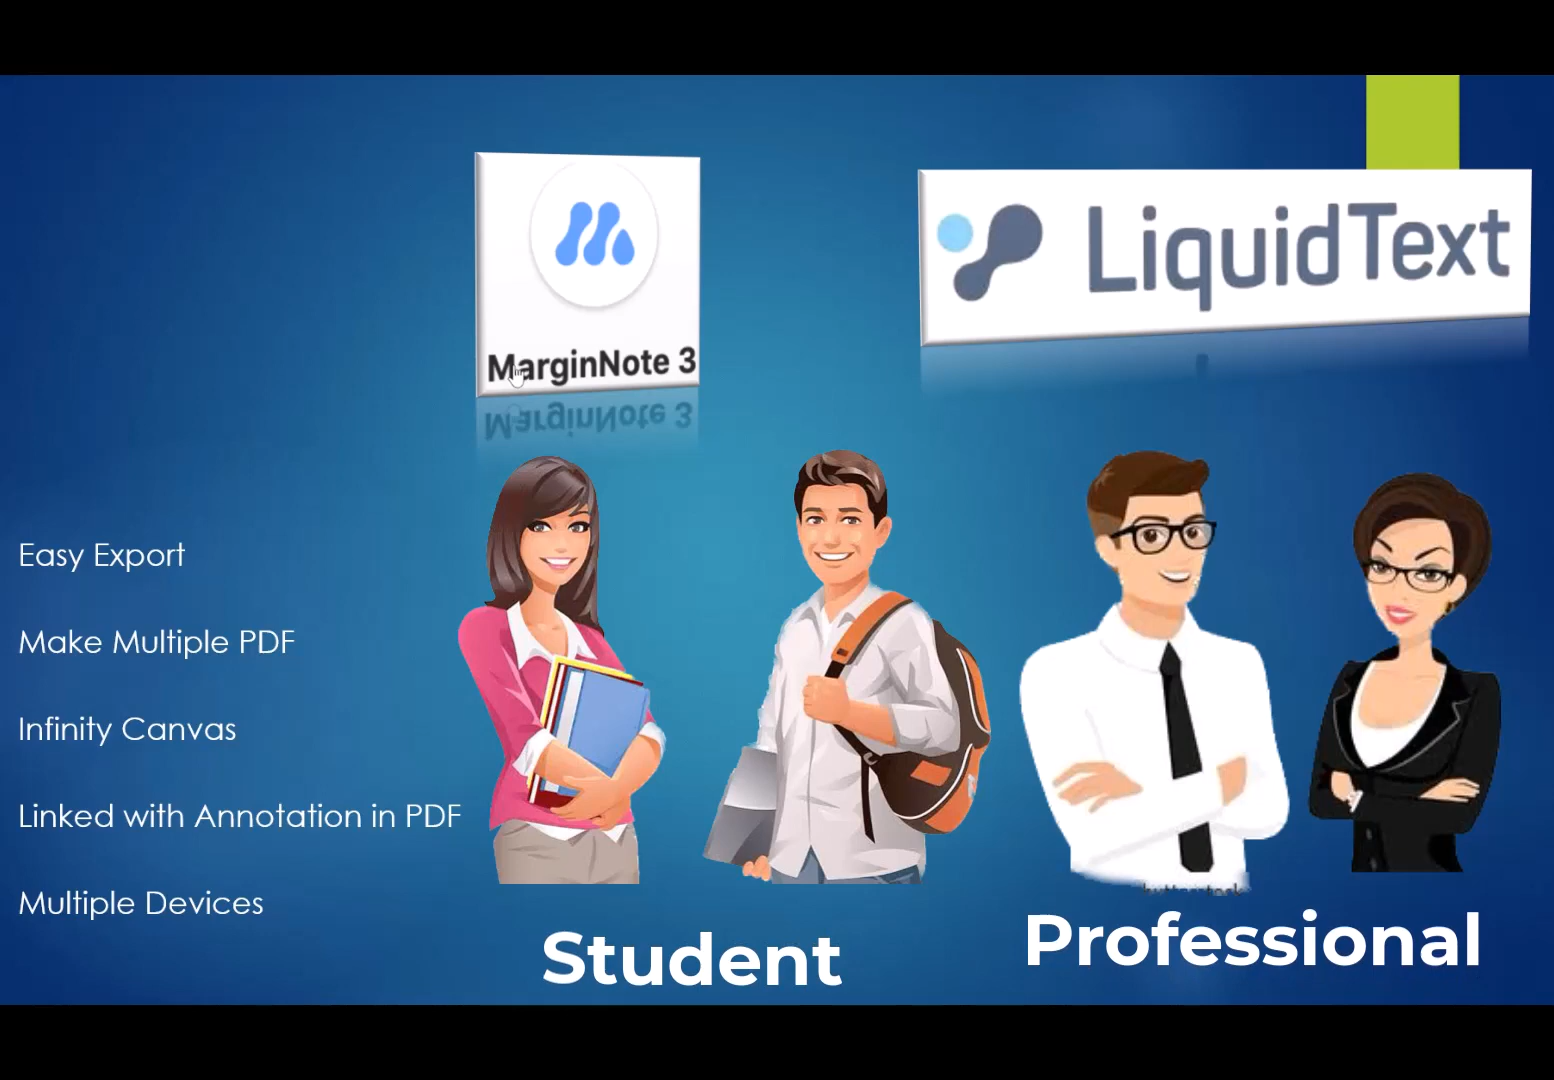 MarginNote 3
LiquidText
Easy Export
Make Multiple PDF
Infinity Canvas
Linked with Annotation in PDF
Multiple Devices
Student
Professional